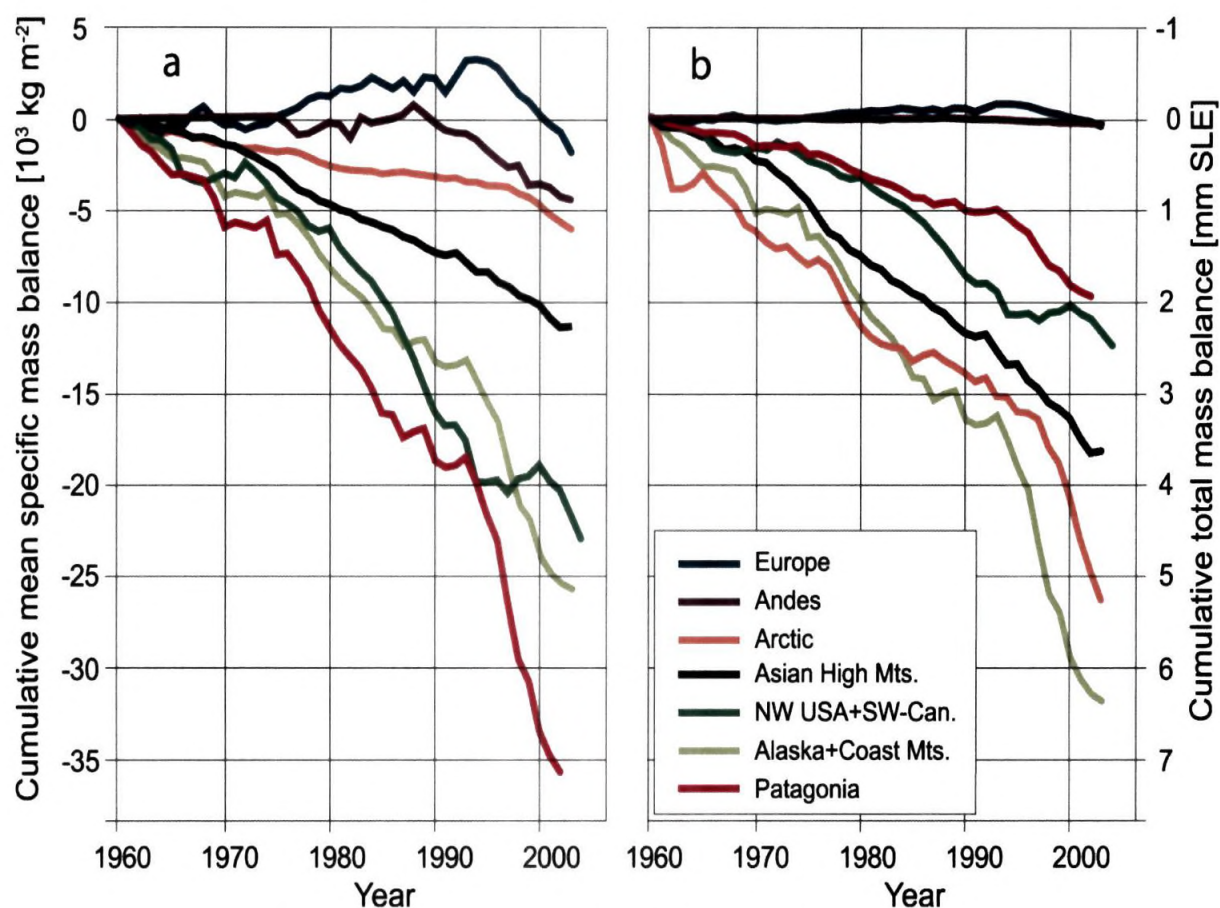 Cumulative mean specific mass balance [10³ kg m⁻²]
5
0
-5
-10
-15
-20
-25
-30
-35
a
1960 1970 1980 1990 2000
Year
b
Europe
Andes
Arctic
Asian High Mts.
NW USA+SW-Can.
Alaska+Coast Mts.
Patagonia
1960 1970 1980 1990 2000
Year
-1
0
1
2
3
4
5
6
7
Cumulative total mass balance [mm SLE]